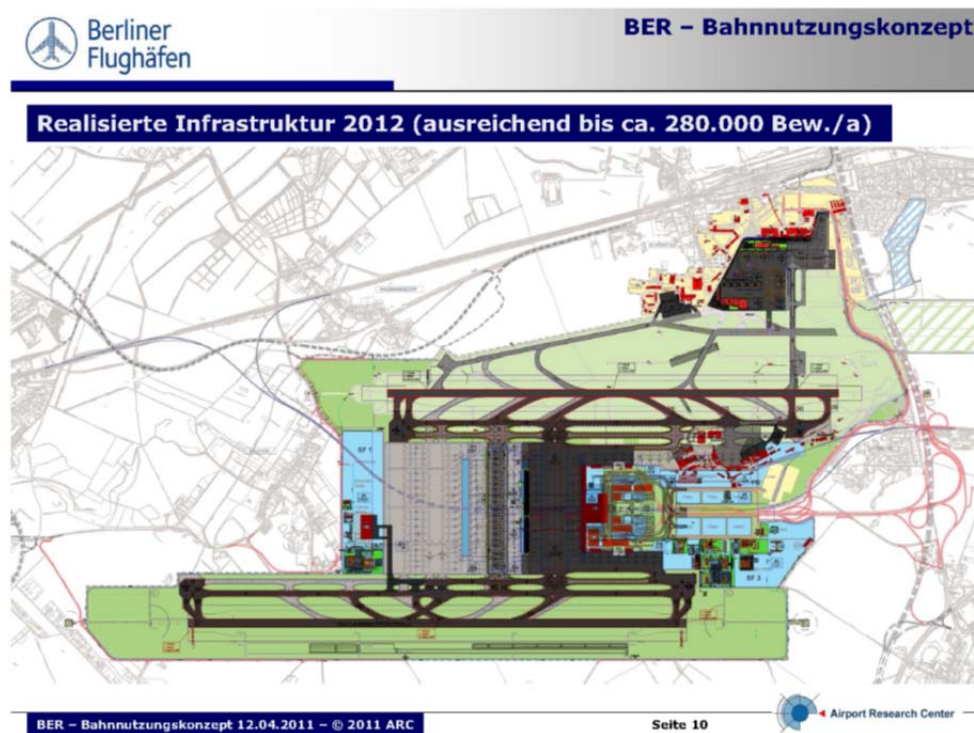 Berliner
Flughäfen
BER – Bahnnutzungskonzept
Realisierte Infrastruktur 2012 (ausreichend bis ca. 280.000 Bew./a)
SF 1
SF 3
BER – Bahnnutzungskonzept 12.04.2011 – © 2011 ARC
Seite 10
Airport Research Center